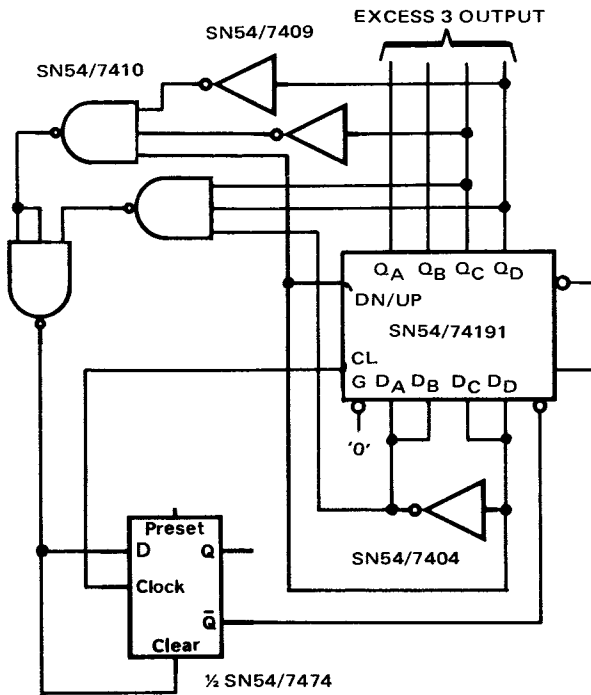 EXCESS 3 OUTPUT
SN54/7409
SN54/7410
QA QB QC QD
DN/UP
SN54/74191
CL
G DA DB DC DD
'0'
SN54/7404
Preset
D Q
Clock
Q̅
Clear
½ SN54/7474